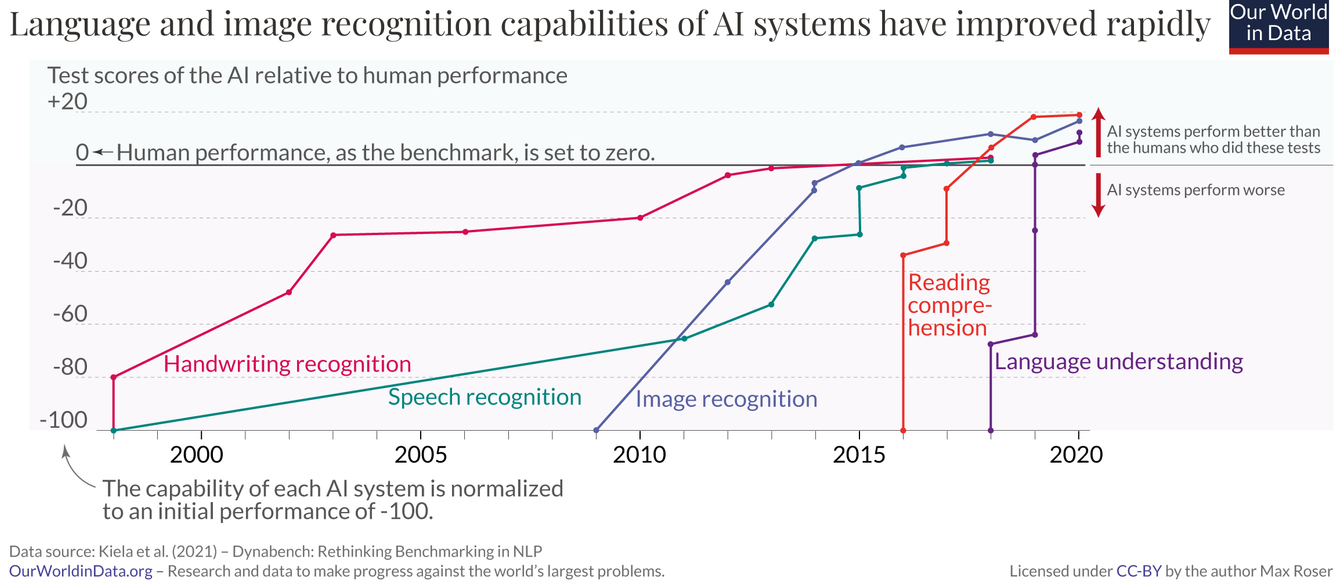 Language and image recognition capabilities of AI systems have improved rapidly
Our World
in Data
Test scores of the AI relative to human performance
+20
0
Human performance, as the benchmark, is set to zero.
AI systems perform better than
the humans who did these tests
AI systems perform worse
-20
-40
-60
-80
-100
Reading
compre-
hension
Handwriting recognition
Language understanding
Speech recognition
Image recognition
2000
2005
2010
2015
2020
The capability of each AI system is normalized
to an initial performance of -100.
Data source: Kiela et al. (2021) – Dynabench: Rethinking Benchmarking in NLP
OurWorldinData.org – Research and data to make progress against the world’s largest problems.
Licensed under CC-BY by the author Max Roser